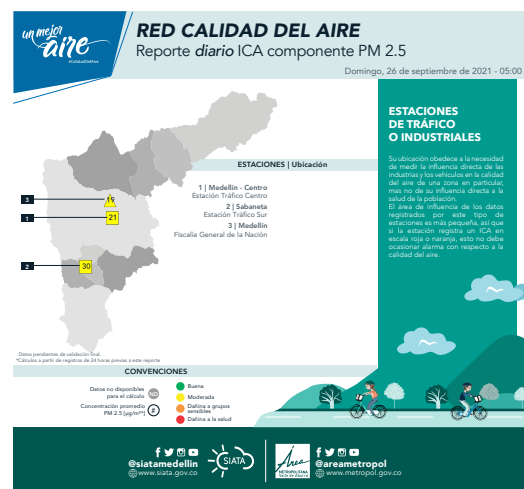 un mejor
aire
#CalidadDelAire
RED CALIDAD DEL AIRE
Reporte diario ICA componente PM 2.5
Domingo, 26 de septiembre de 2021 - 05:00
ESTACIONES | Ubicación
1 | Medellín - Centro
Estación Tráfico Centro
2 | Sabaneta
Estación Tráfico Sur
3 | Medellín
Fiscalía General de la Nación
3
19
1
21
2
30
Datos pendientes de validación final.
*Cálculos a partir de registros de 24 horas previas a este reporte
ESTACIONES
DE TRÁFICO
O INDUSTRIALES
Su ubicación obedece a la necesidad
de medir la influencia directa de las
industrias y los vehículos en la calidad
del aire de una zona en particular,
mas no de su influencia directa a la
salud de la población.
El área de influencia de los datos
registrados por este tipo de
estaciones es más pequeña, así que
si la estación registra un ICA en
escala roja o naranja, esto no debe
ocasionar alarma con respecto a la
calidad del aire.
CONVENCIONES
Datos no disponibles
para el cálculo
ND
Concentración promedio
PM 2.5 (µg/m³*)
#
Buena
Moderada
Dañina a grupos
sensibles
Dañina a la salud
@siatamedellin
www.siata.gov.co
SIATA
Área
METROPOLITANA
Valle de Aburrá
@areametropol
www.metropol.gov.co